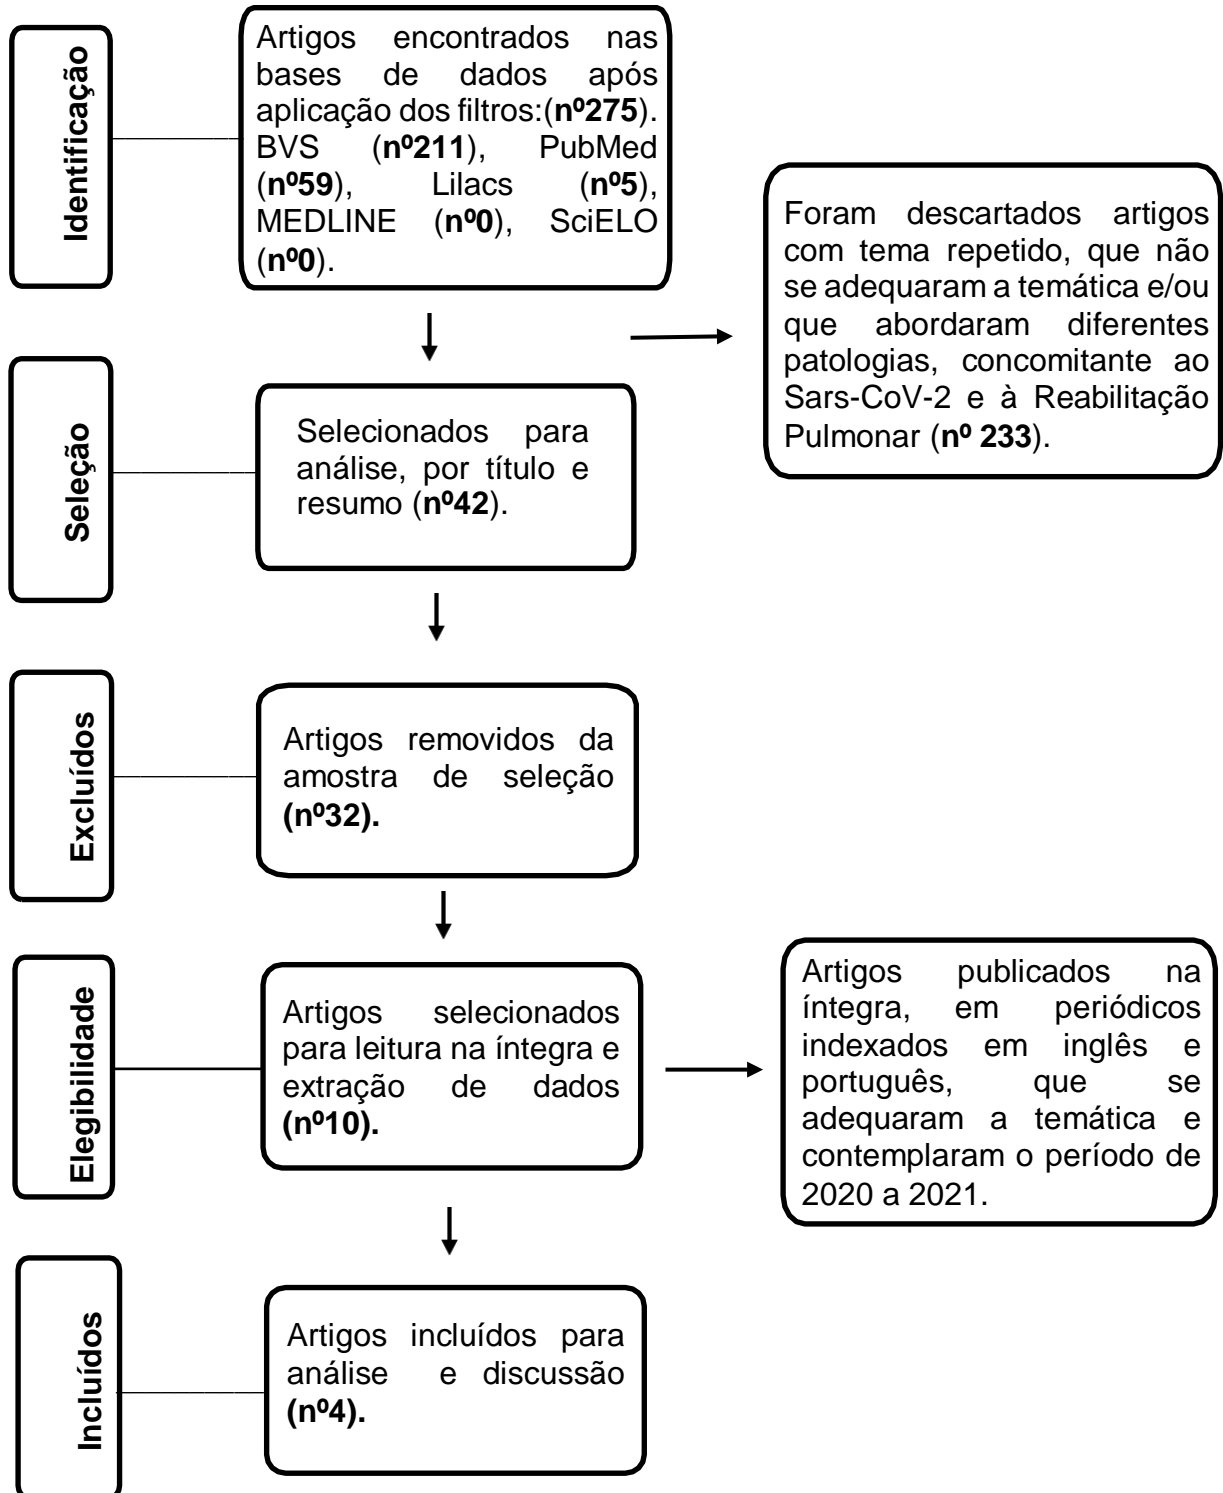 Identificação
Artigos encontrados nas
bases de dados após
aplicação dos filtros:(nº275).
BVS (nº211), PubMed
(nº59), Lilacs (nº5),
MEDLINE (nº0), SciELO
(nº0).
Foram descartados artigos
com tema repetido, que não
se adequaram a temática e/ou
que abordaram diferentes
patologias, concomitante ao
Sars-CoV-2 e à Reabilitação
Pulmonar (nº 233).
Seleção
Selecionados para
análise, por título e
resumo (nº42).
Excluídos
Artigos removidos da
amostra de seleção
(nº32).
Elegibilidade
Artigos selecionados
para leitura na íntegra e
extração de dados
(nº10).
Artigos publicados na
íntegra, em periódicos
indexados em inglês e
português, que se
adequaram a temática e
contemplaram o período de
2020 a 2021.
Incluídos
Artigos incluídos para
análise e discussão
(nº4).